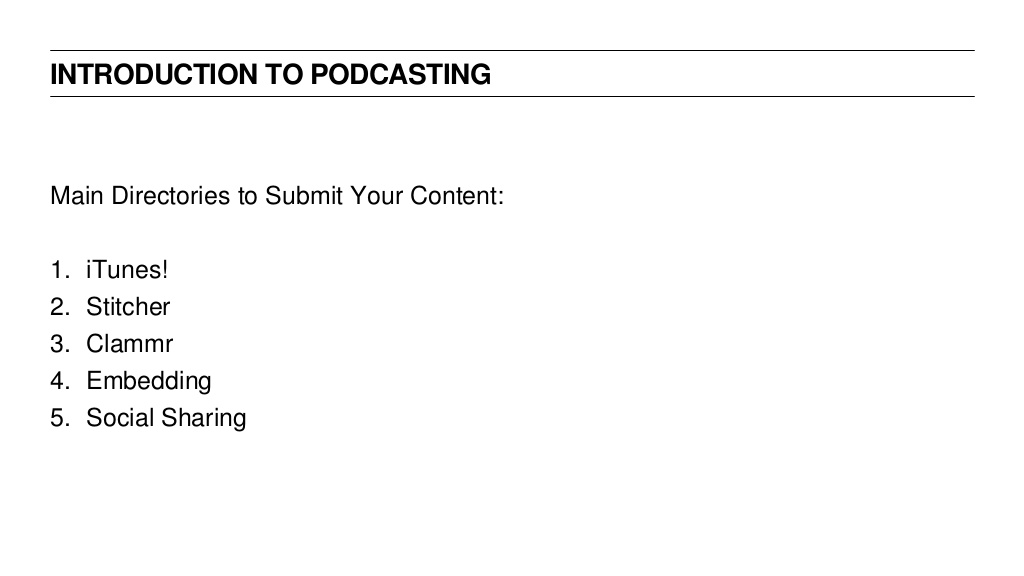 INTRODUCTION TO PODCASTING
Main Directories to Submit Your Content:
1. iTunes!
2. Stitcher
3. Clammr
4. Embedding
5. Social Sharing